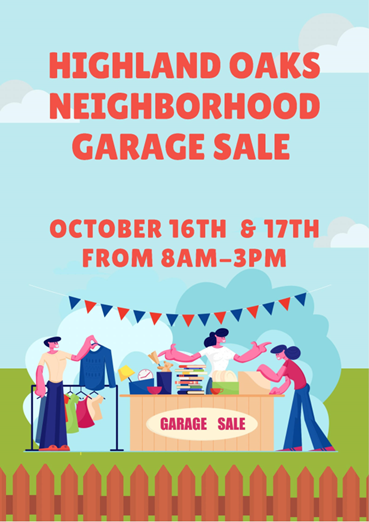 HIGHLAND OAKS
NEIGHBORHOOD
GARAGE SALE
OCTOBER 16TH & 17TH
FROM 8AM–3PM
GARAGE SALE